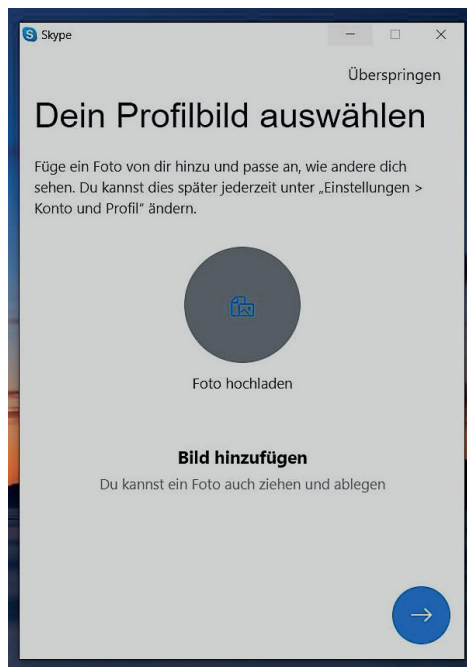 Skype
Überspringen
Dein Profilbild auswählen
Füge ein Foto von dir hinzu und passe an, wie andere dich
sehen. Du kannst dies später jederzeit unter „Einstellungen >
Konto und Profil“ ändern.
Foto hochladen
Bild hinzufügen
Du kannst ein Foto auch ziehen und ablegen